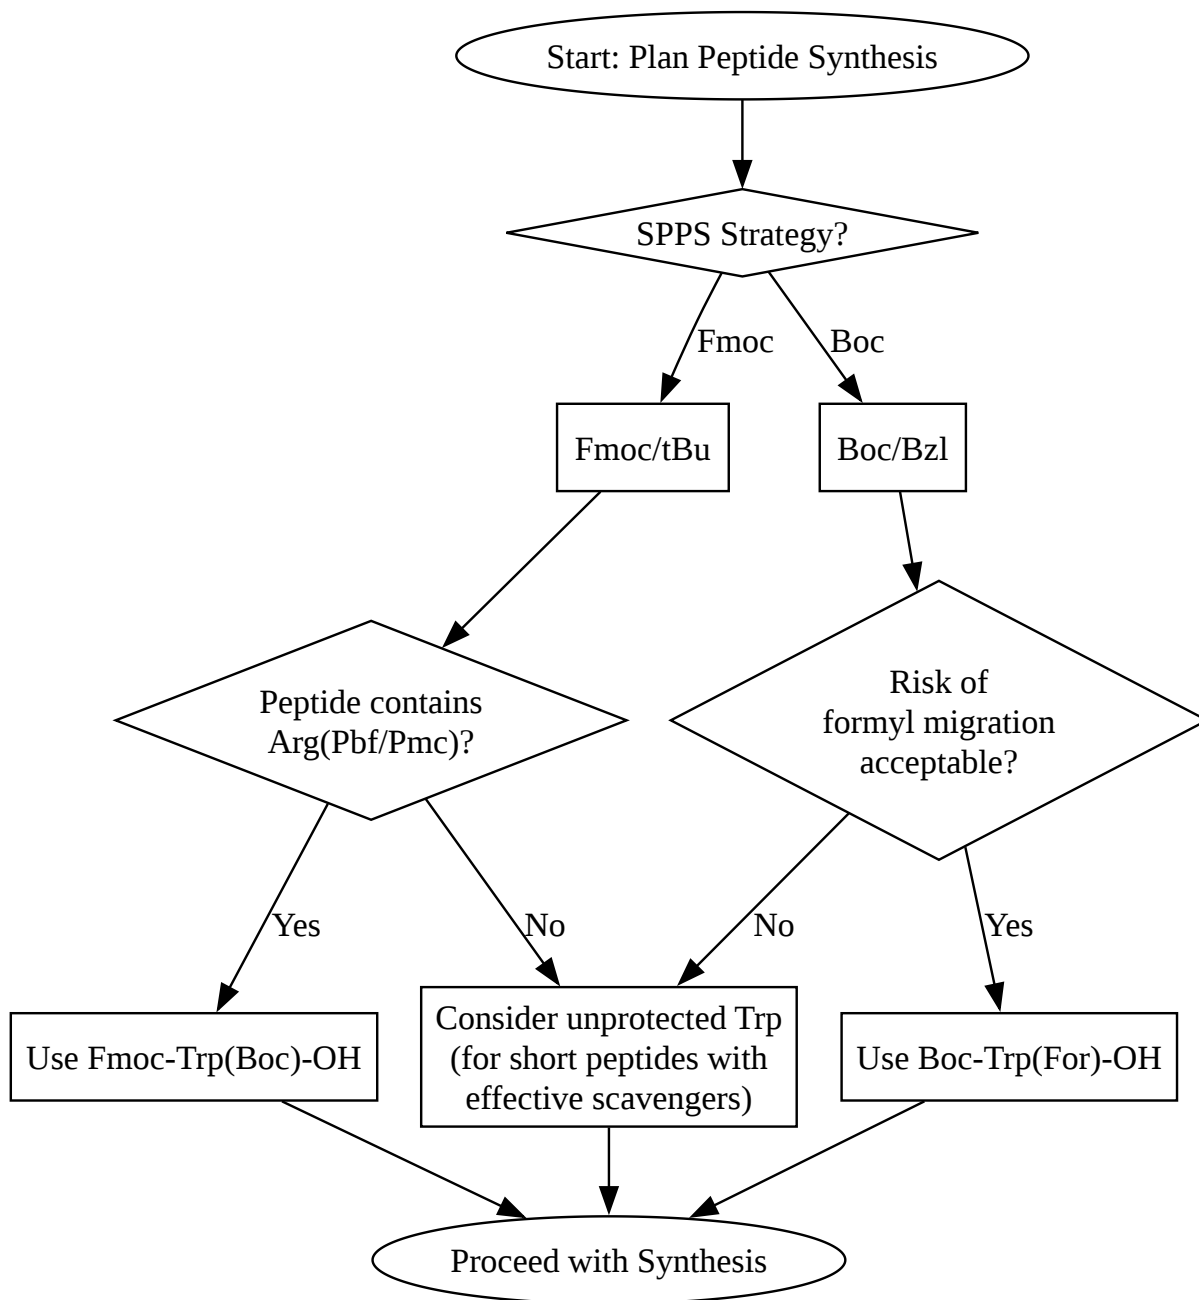 Start: Plan Peptide Synthesis
SPPS Strategy?
Fmoc
Boc
Fmoc/tBu
Boc/Bzl
Peptide contains
Arg(Pbf/Pmc)?
Risk of
formyl migration
acceptable?
Yes
No
No
Yes
Use Fmoc-Trp(Boc)-OH
Consider unprotected Trp
(for short peptides with
effective scavengers)
Use Boc-Trp(For)-OH
Proceed with Synthesis